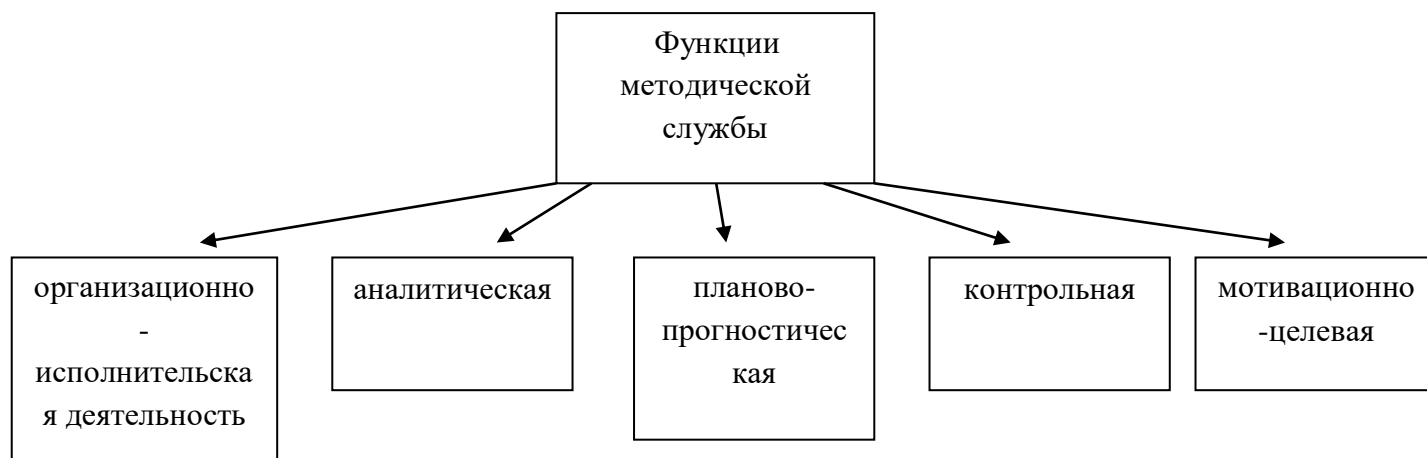 Функции
методической
службы
организационно
-
исполнительска
я деятельность
аналитическая
планово-
прогностичес
кая
контрольная
мотивационно
-целевая